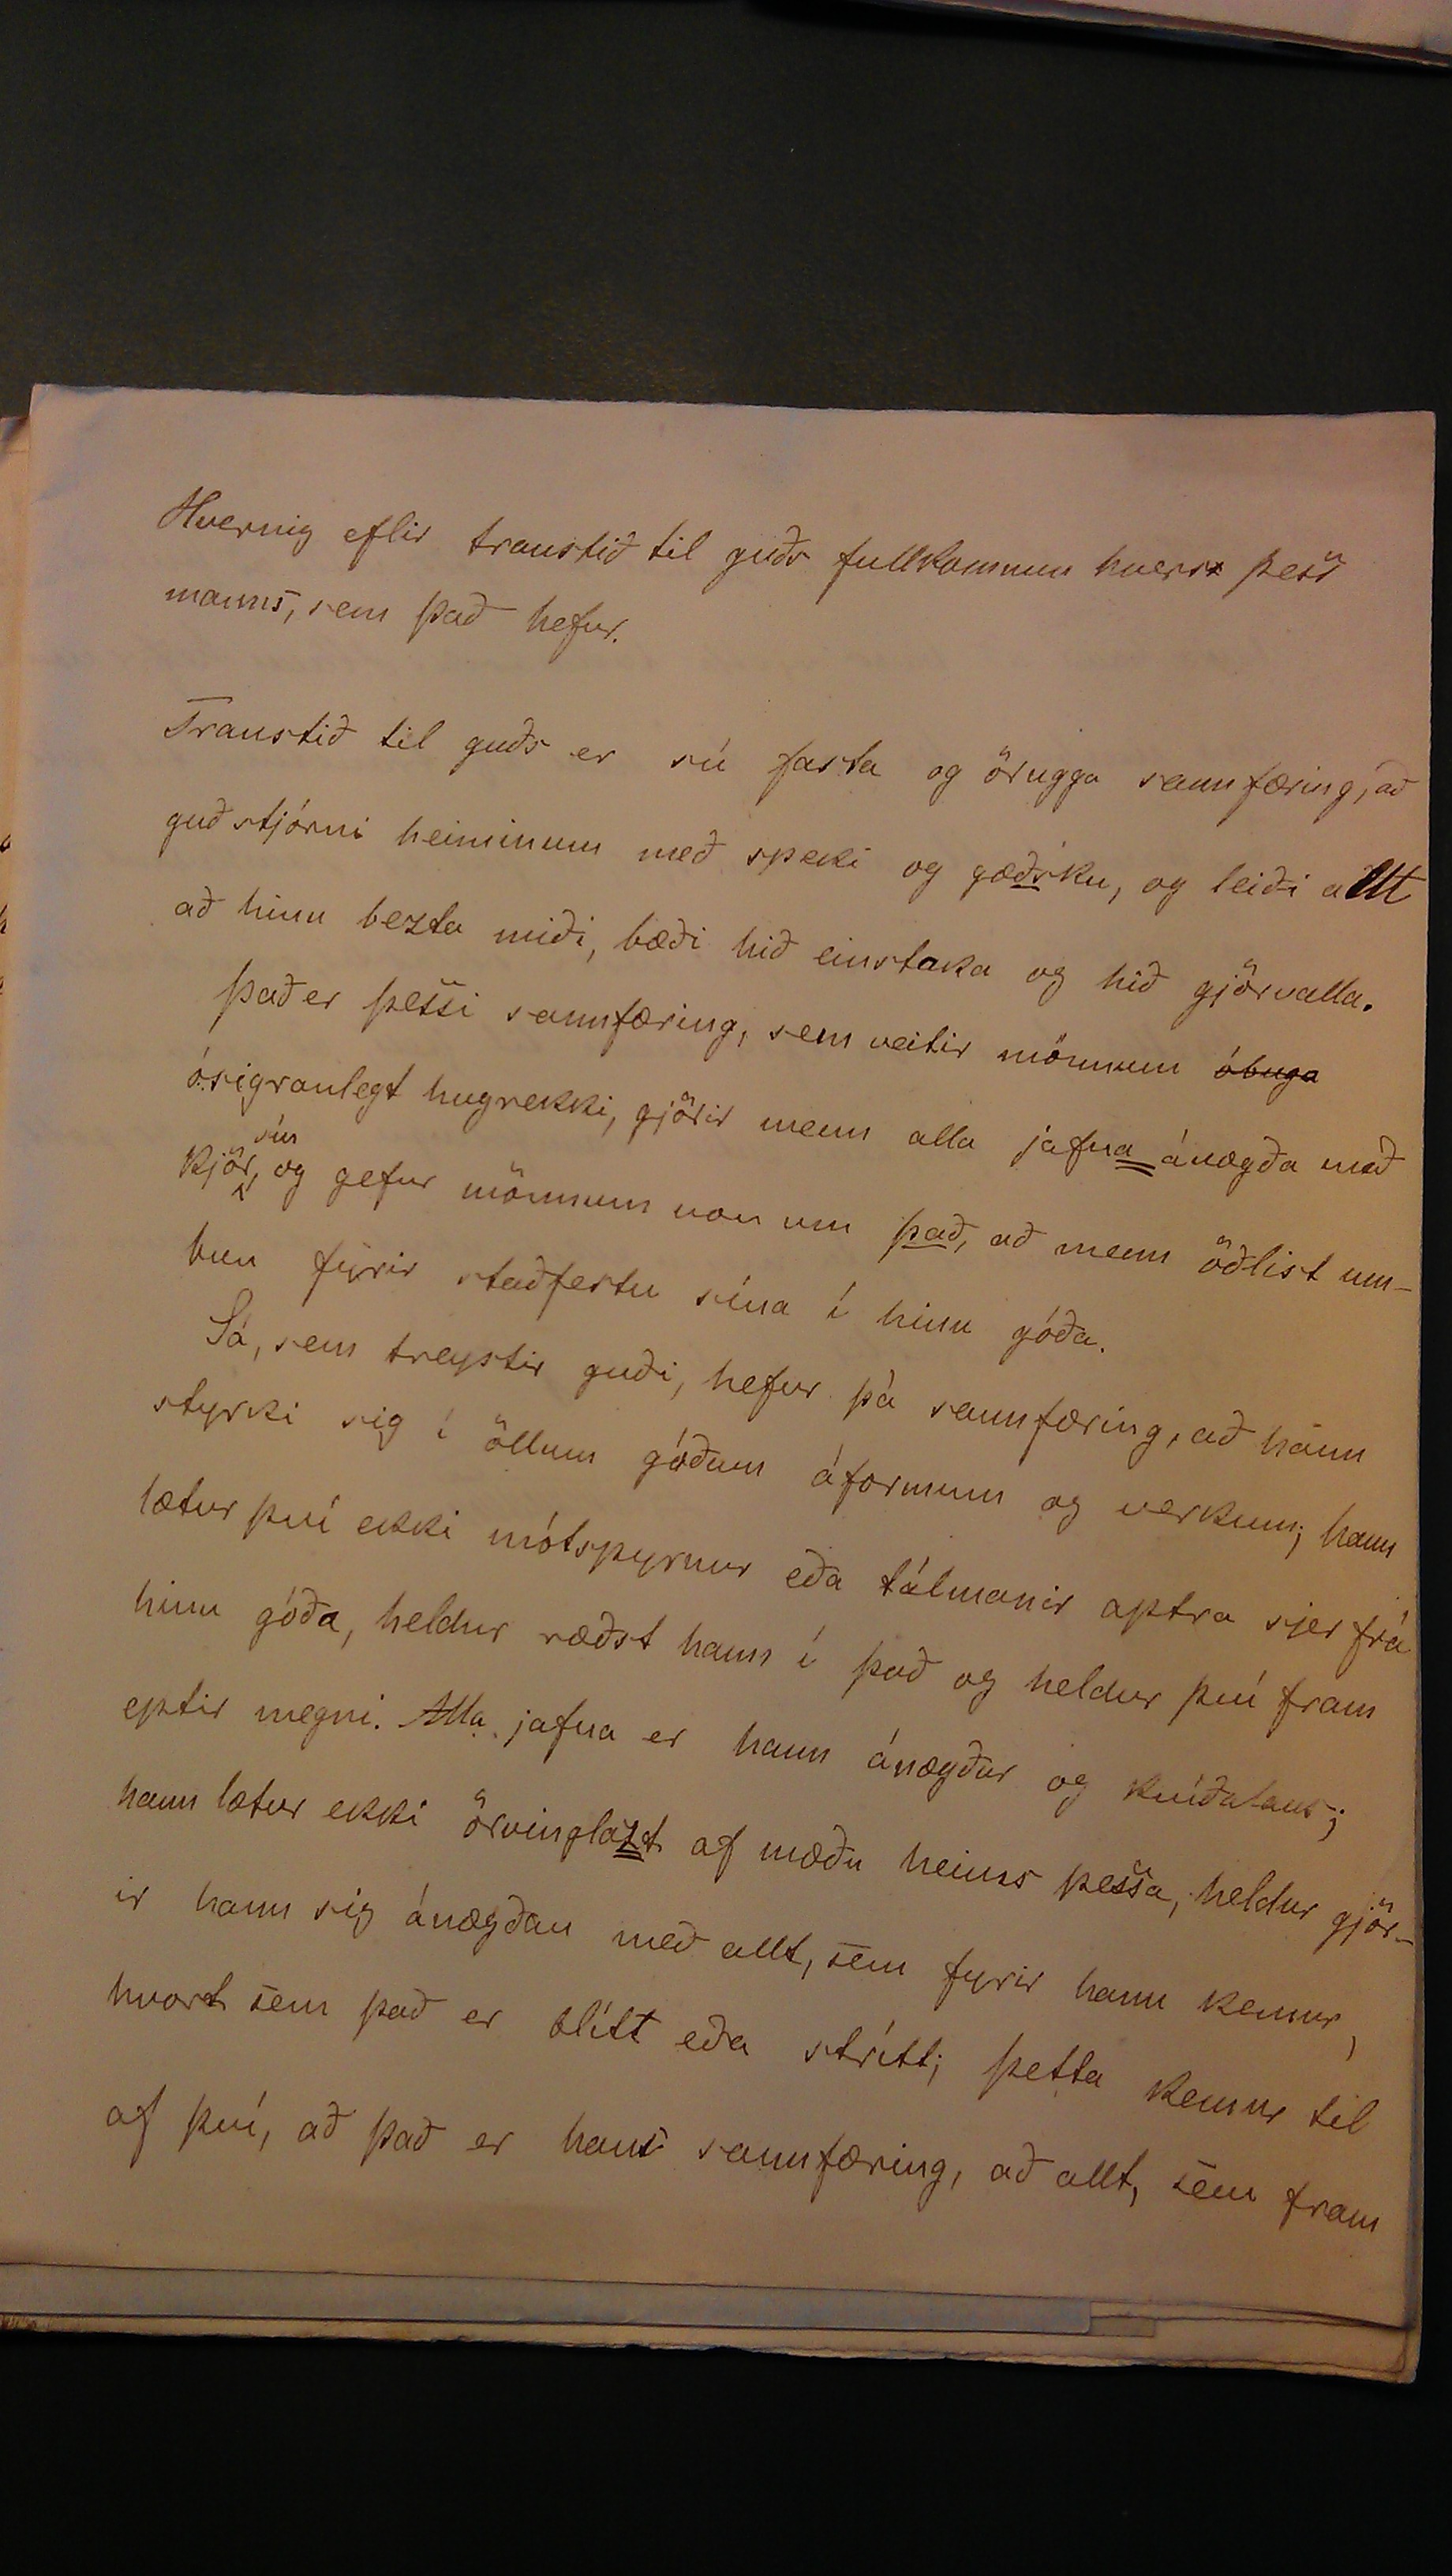 Hvernig eflir traustið til guðs fullkomnun hvers þess
manns, sem það hefur.
Traustið til guðs er sú fasta og örugga sannfæring, að
guð stjórni heiminum með speki og gæðsku, og leiði allt
að hinu bezta miði, bæði hið einstaka og hið gjörvalla.
Það er þessi sannfæring, sem veitir mönnum óbuga
ósigranlegt hugrekki, gjörir menn alla jafna ánægða með
kjör sín, og gefur mönnum von um það, að menn öðlist um-
bun fyrir staðfestu sína í hinu góða.
Sá, sem treystir guði, hefur þá sannfæring, að hann
styrki sig í öllum góðum áformum og verkum; hann
lætur því ekki mótspyrnur eða tálmanir aptra sjer frá
hinu góða, heldur ræðst hann í það og heldur því fram
eptir megni. Alla jafna er hann ánægður og kvíðalaus;
hann lætur ekki örvinglazt af mæðu heims þessa, heldur gjör-
ir hann sig ánægðan með allt, sem fyrir hann kemur,
hvort sem það er blítt eða strítt; þetta kemur til
af því, að það er hans sannfæring, að allt, sem fram